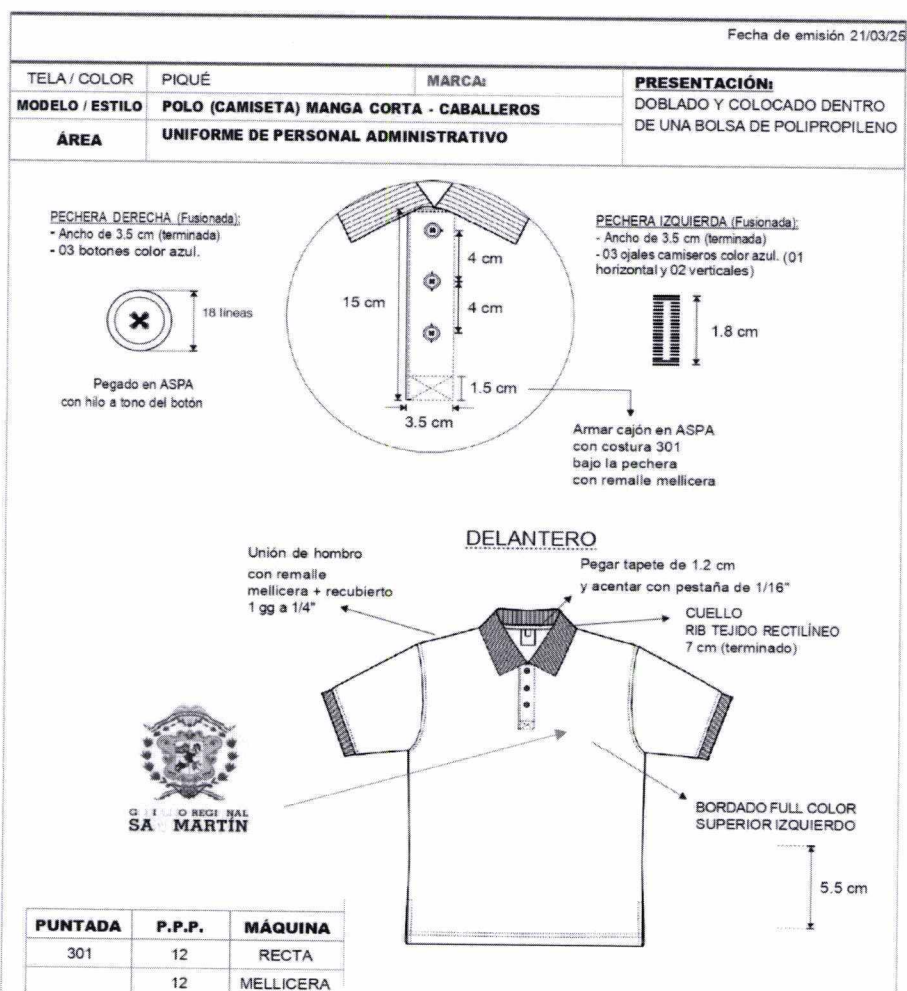 Fecha de emisión 21/03/25
TELA / COLOR PIQUÉ MARCA: PRESENTACIÓN:
MODELO / ESTILO POLO (CAMISETA) MANGA CORTA - CABALLEROS DOBLADO Y COLOCADO DENTRO
ÁREA UNIFORME DE PERSONAL ADMINISTRATIVO DE UNA BOLSA DE POLIPROPILENO
PECHERA DERECHA (Fusionada):
- Ancho de 3.5 cm (terminada)
- 03 botones color azul.
18 líneas
Pegado en ASPA
con hilo a tono del botón
15 cm
4 cm
4 cm
1.5 cm
3.5 cm
PECHERA IZQUIERDA (Fusionada):
- Ancho de 3.5 cm (terminada)
- 03 ojales camiseros color azul. (01
horizontal y 02 verticales)
1.8 cm
Armar cajón en ASPA
con costura 301
bajo la pechera
con remalle mellicera
DELANTERO
Unión de hombro
con remalle
mellicera + recubierto
1 gg a 1/4"
Pegar tapete de 1.2 cm
y acentar con pestaña de 1/16"
CUELLO
RIB TEJIDO RECTILÍNEO
7 cm (terminado)
MARTÍN
BORDADO FULL COLOR
SUPERIOR IZQUIERDO
5.5 cm
PUNTADA P.P.P. MÁQUINA
301 12 RECTA
12 MELLICERA